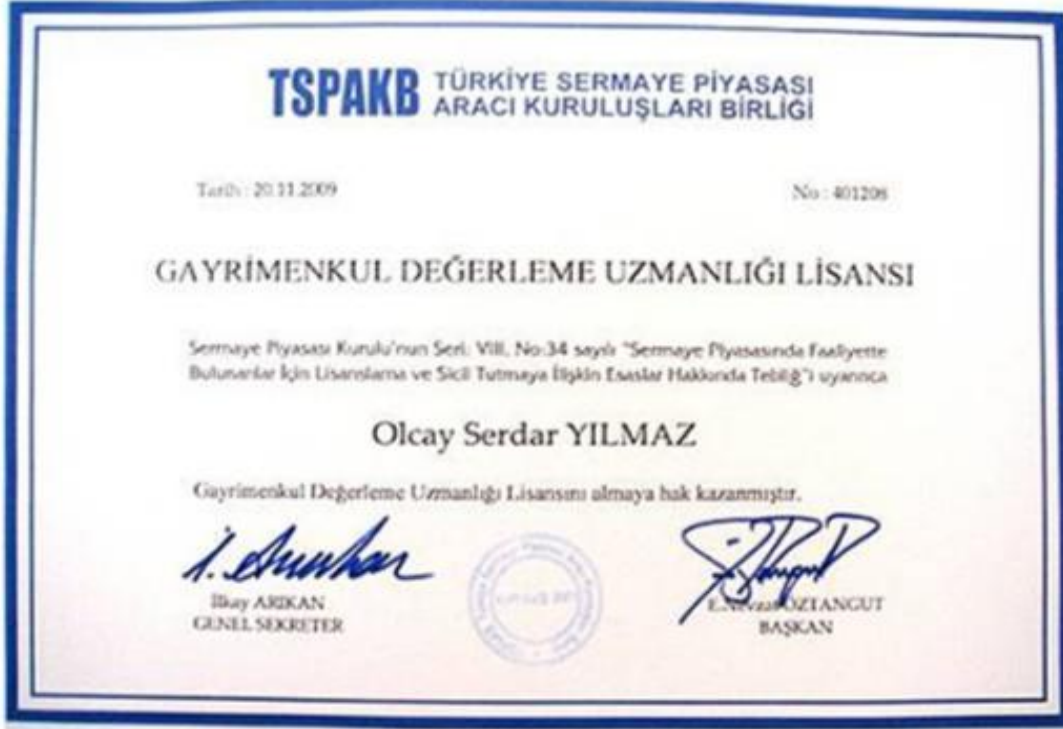 TSPAKB TÜRKİYE SERMAYE PİYASASI
ARACI KURULUŞLARI BİRLİĞİ
Tarih : 20.11.2009
No : 401208
GAYRİMENKUL DEĞERLEME UZMANLIĞI LİSANSI
Sermaye Piyasası Kurulu'nun Seri: VIII, No:34 sayılı "Sermaye Piyasasında Faaliyette
Bulunanlar İçin Lisanslama ve Sicil Tutmaya İlişkin Esaslar Hakkında Tebliğ"i uyarınca
Olcay Serdar YILMAZ
Gayrimenkul Değerleme Uzmanlığı Lisansını almaya hak kazanmıştır.
İlkay ARIKAN
GENEL SEKRETER
E.Nevzat ÖZTANGUT
BAŞKAN